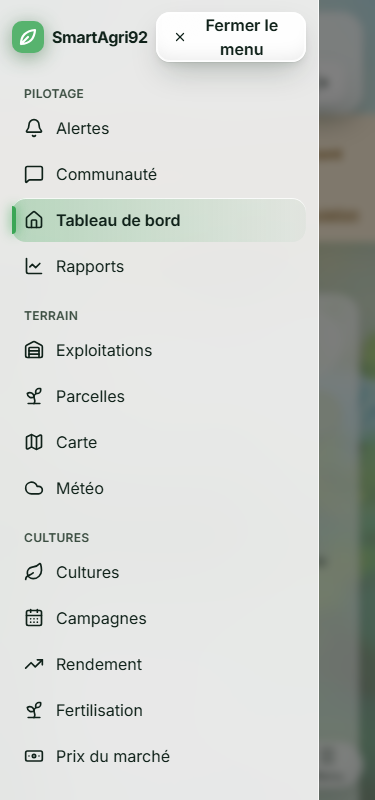 SmartAgri92
Fermer le
menu
PILOTAGE
Alertes
Communauté
Tableau de bord
Rapports
TERRAIN
Exploitations
Parcelles
Carte
Météo
CULTURES
Cultures
Campagnes
Rendement
Fertilisation
Prix du marché